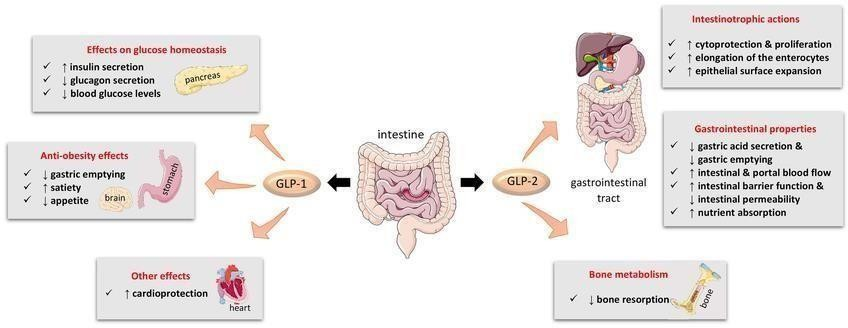 Effects on glucose homeostasis
✓ ↑ insulin secretion
✓ ↓ glucagon secretion
✓ ↓ blood glucose levels
pancreas
Anti-obesity effects
✓ ↓ gastric emptying
✓ ↑ satiety
✓ ↓ appetite
brain
stomach
Other effects
✓ ↑ cardioprotection
heart
GLP-1
intestine
GLP-2
gastrointestinal
tract
Intestinotrophic actions
✓ ↑ cytoprotection & proliferation
✓ ↑ elongation of the enterocytes
✓ ↑ epithelial surface expansion
Gastrointestinal properties
✓ ↓ gastric acid secretion &
↓ gastric emptying
✓ ↑ intestinal & portal blood flow
✓ ↑ intestinal barrier function &
↓ intestinal permeability
✓ ↑ nutrient absorption
Bone metabolism
✓ ↓ bone resorption
bone